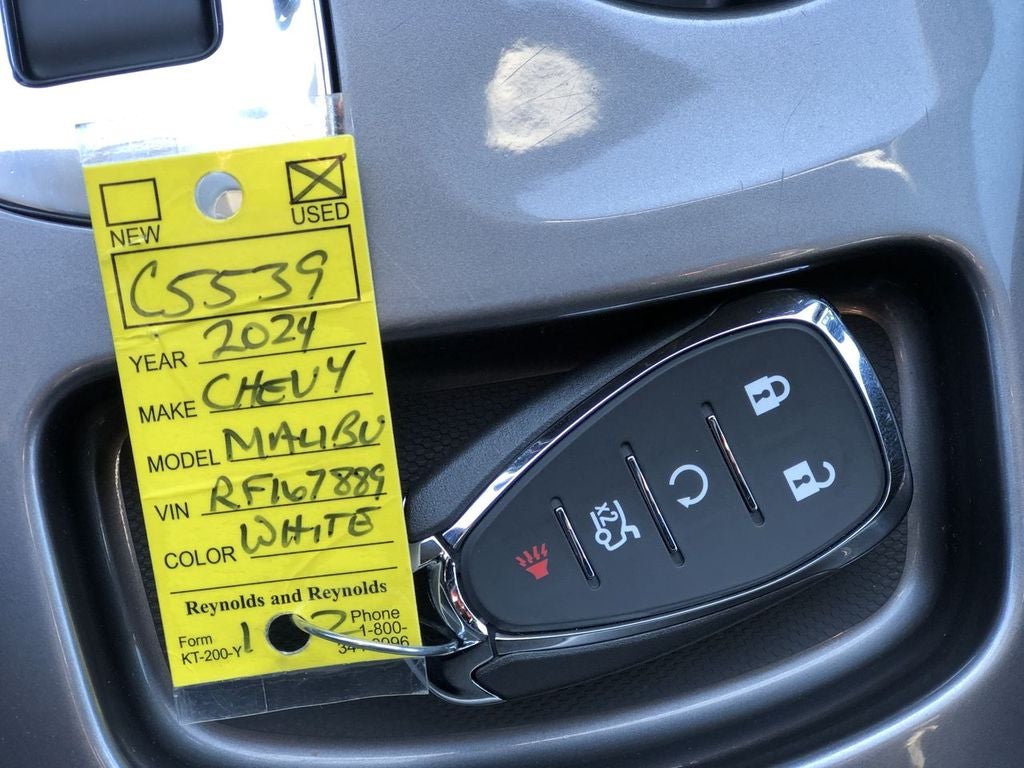 NEW USED
C5539
YEAR 2024
MAKE CHEVY
MODEL MALIBU
VIN RF167889
COLOR WHITE
Reynolds and Reynolds
Form Phone
KT-200-Y 1-800-
X2